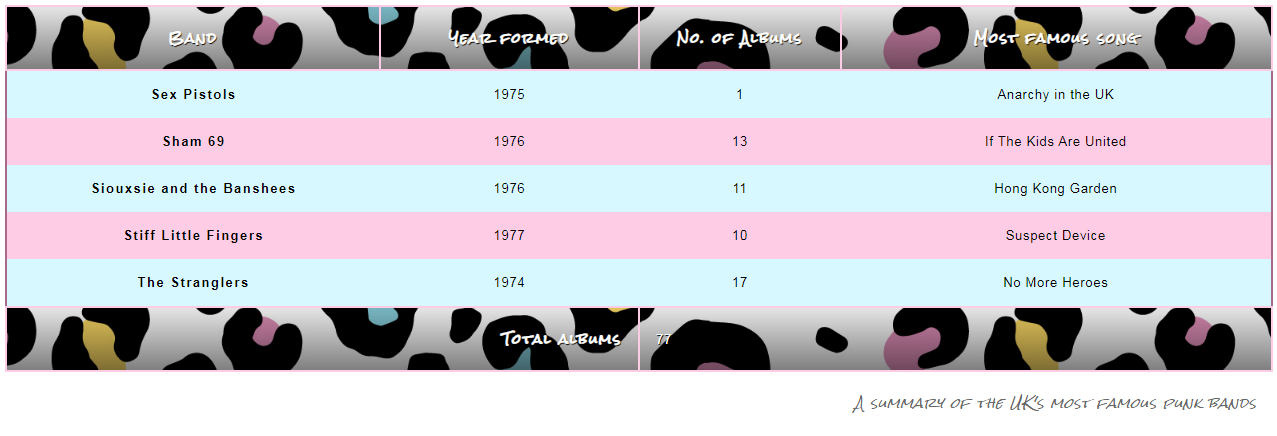 Band Year formed No. of Albums Most famous song
Sex Pistols 1975 1 Anarchy in the UK
Sham 69 1976 13 If The Kids Are United
Siouxsie and the Banshees 1976 11 Hong Kong Garden
Stiff Little Fingers 1977 10 Suspect Device
The Stranglers 1974 17 No More Heroes
Total albums 77
A summary of the UK's most famous punk bands